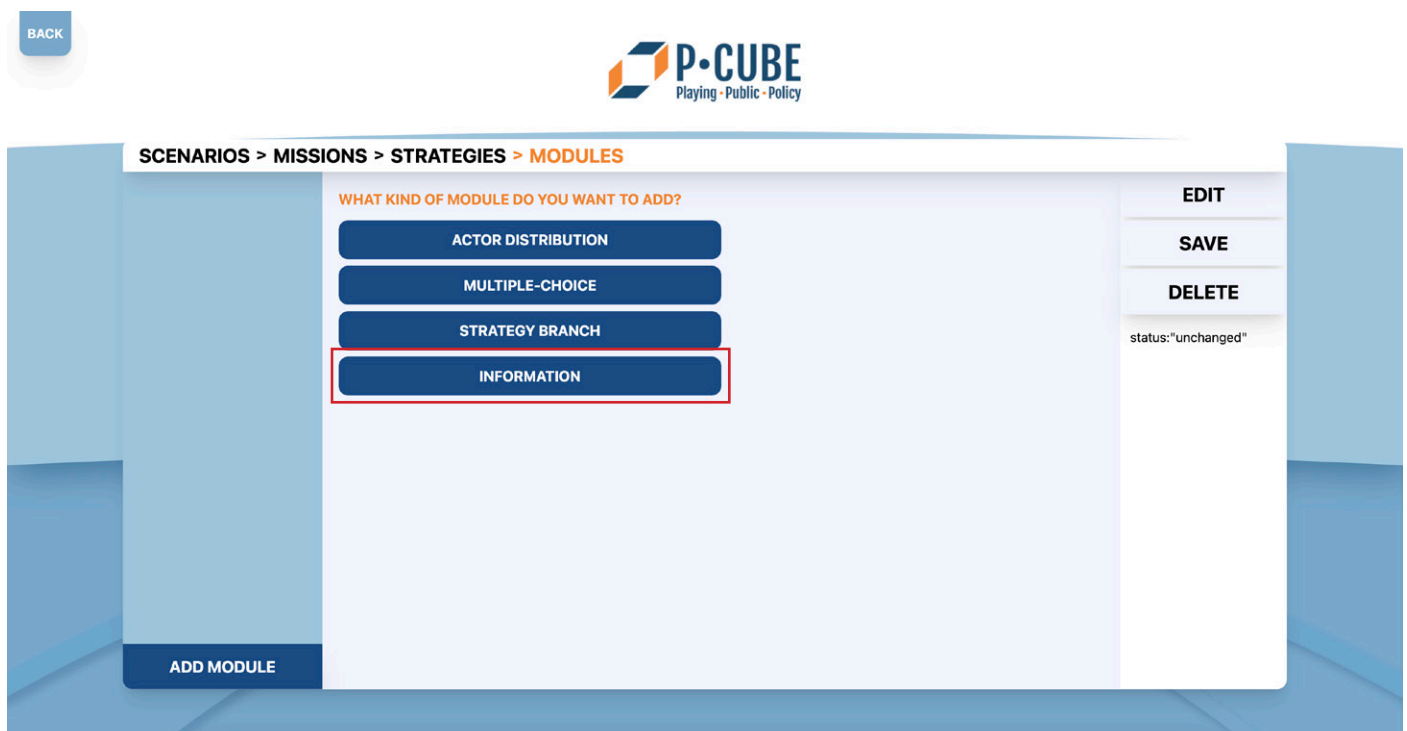 BACK
P•CUBE
Playing • Public • Policy
SCENARIOS > MISSIONS > STRATEGIES > MODULES
WHAT KIND OF MODULE DO YOU WANT TO ADD?
ACTOR DISTRIBUTION
MULTIPLE-CHOICE
STRATEGY BRANCH
INFORMATION
EDIT
SAVE
DELETE
status:"unchanged"
ADD MODULE